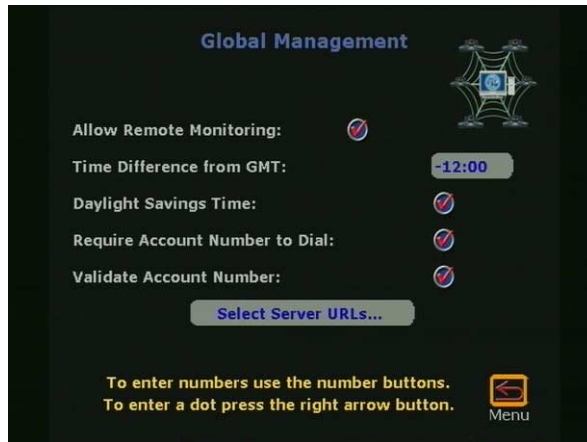 Global Management
Allow Remote Monitoring:
Time Difference from GMT: -12:00
Daylight Savings Time:
Require Account Number to Dial:
Validate Account Number:
Select Server URLs...
To enter numbers use the number buttons.
To enter a dot press the right arrow button.
Menu